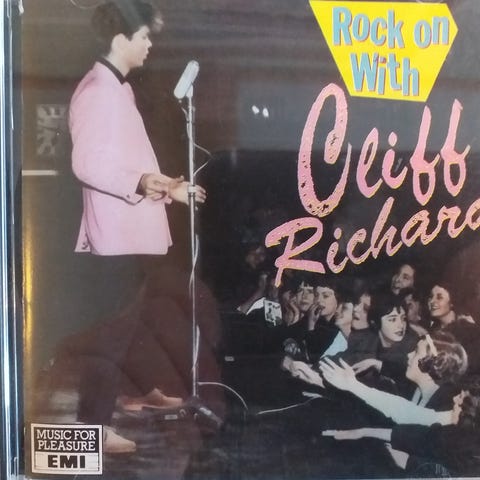 Rock on
With
Cliff
Richard
MUSIC FOR
PLEASURE
EMI